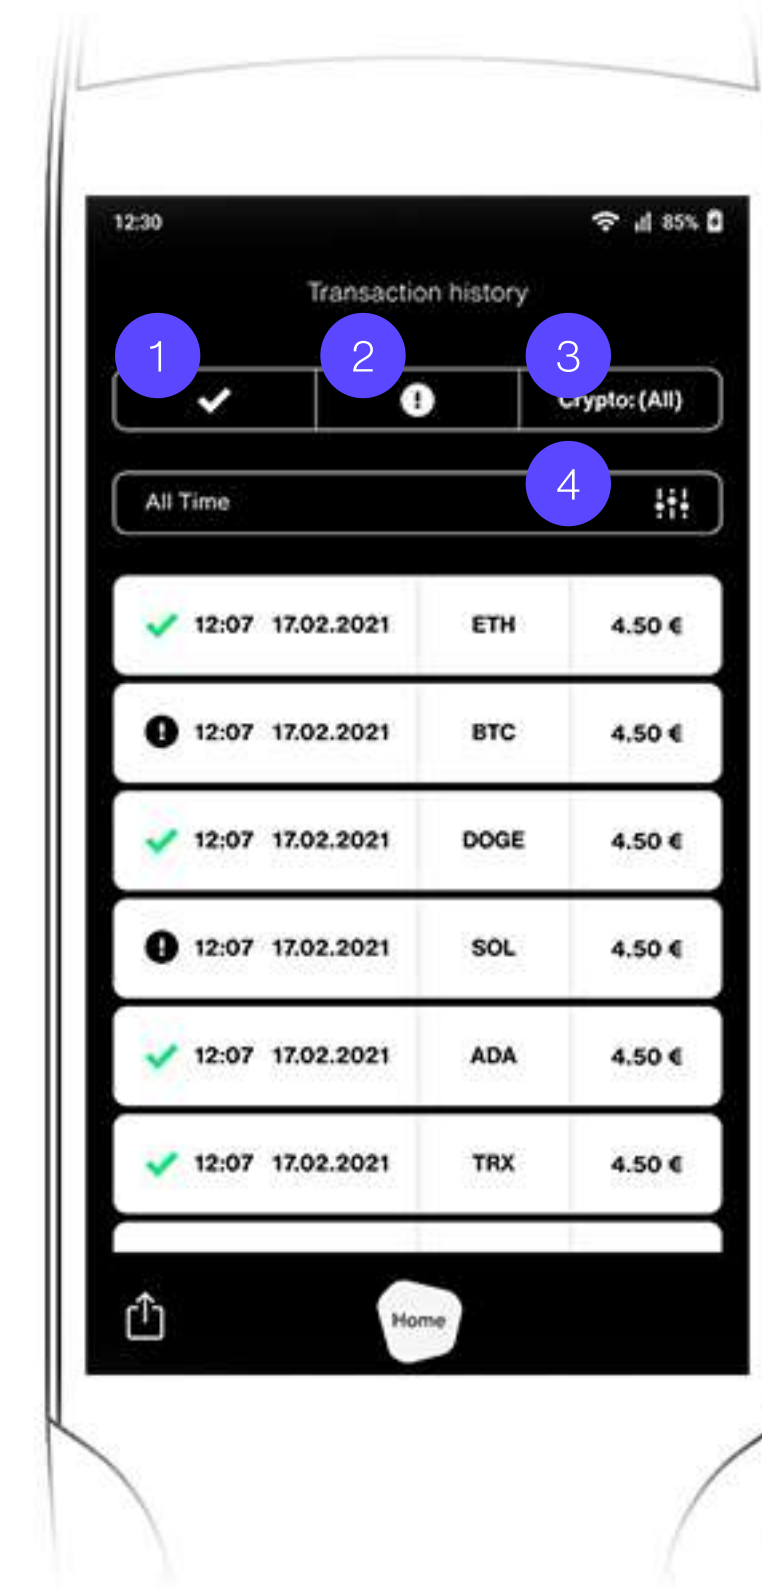 12:30 85%
Transaction history
1 2 3
Crypto: (All)
4
All Time
12:07 17.02.2021 ETH 4.50 €
12:07 17.02.2021 BTC 4.50 €
12:07 17.02.2021 DOGE 4.50 €
12:07 17.02.2021 SOL 4.50 €
12:07 17.02.2021 ADA 4.50 €
12:07 17.02.2021 TRX 4.50 €
Home